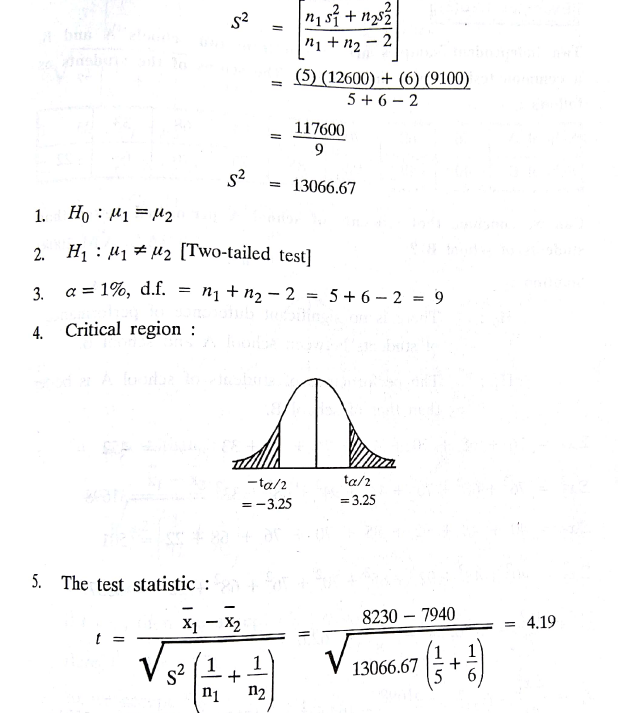 S² = [n₁ s₁² + n₂s₂² / n₁ + n₂ − 2]
= (5) (12600) + (6) (9100) / 5 + 6 − 2
= 117600 / 9
S² = 13066.67
1. H₀ : μ₁ = μ₂
2. H₁ : μ₁ ≠ μ₂ [Two-tailed test]
3. α = 1%, d.f. = n₁ + n₂ − 2 = 5 + 6 − 2 = 9
4. Critical region :
−tα/2 tα/2
= −3.25 = 3.25
5. The test statistic :
t = x̄₁ − x̄₂ / √S² (1/n₁ + 1/n₂) = 8230 − 7940 / √13066.67 (1/5 + 1/6) = 4.19